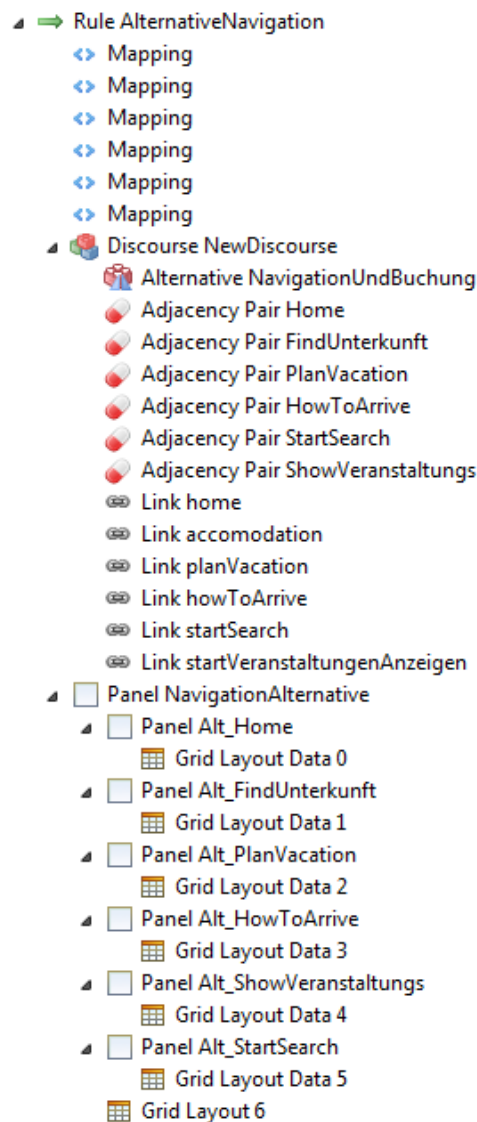 Rule AlternativeNavigation
Mapping
Mapping
Mapping
Mapping
Mapping
Mapping
Discourse NewDiscourse
Alternative NavigationUndBuchung
Adjacency Pair Home
Adjacency Pair FindUnterkunft
Adjacency Pair PlanVacation
Adjacency Pair HowToArrive
Adjacency Pair StartSearch
Adjacency Pair ShowVeranstaltungs
Link home
Link accomodation
Link planVacation
Link howToArrive
Link startSearch
Link startVeranstaltungenAnzeigen
Panel NavigationAlternative
Panel Alt_Home
Grid Layout Data 0
Panel Alt_FindUnterkunft
Grid Layout Data 1
Panel Alt_PlanVacation
Grid Layout Data 2
Panel Alt_HowToArrive
Grid Layout Data 3
Panel Alt_ShowVeranstaltungs
Grid Layout Data 4
Panel Alt_StartSearch
Grid Layout Data 5
Grid Layout 6